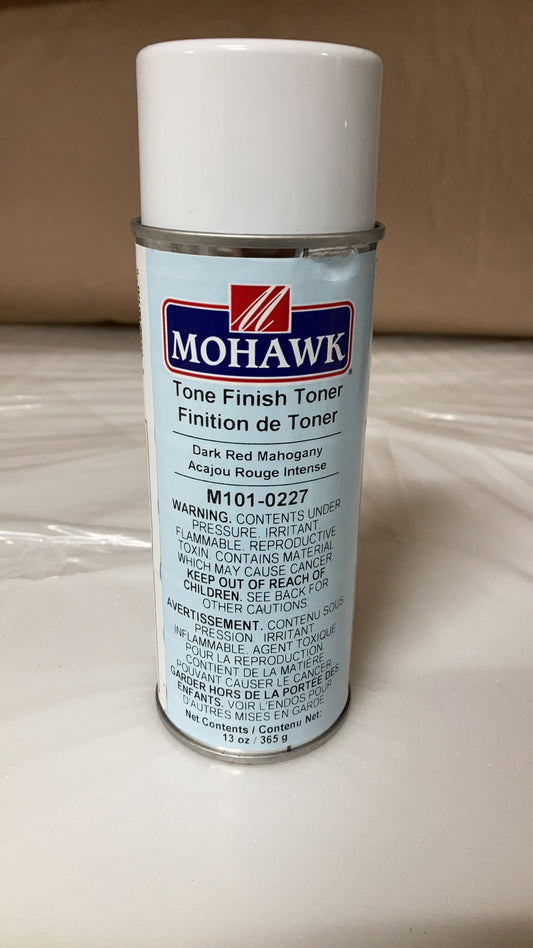 MOHAWK
Tone Finish Toner
Finition de Toner
Dark Red Mahogany
Acajou Rouge Intense
M101-0227
WARNING. CONTENTS UNDER
PRESSURE. IRRITANT.
FLAMMABLE. REPRODUCTIVE
TOXIN. CONTAINS MATERIAL
WHICH MAY CAUSE CANCER.
KEEP OUT OF REACH OF
CHILDREN. SEE BACK FOR
OTHER CAUTIONS.
AVERTISSEMENT. CONTENU SOUS
PRESSION. IRRITANT.
INFLAMMABLE. AGENT TOXIQUE
POUR LA REPRODUCTION.
CONTIENT DE LA MATIÈRE
POUVANT CAUSER LE CANCER.
GARDER HORS DE LA PORTÉE DES
ENFANTS. VOIR L'ENDOS POUR
D'AUTRES MISES EN GARDE
Net Contents / Contenu Net:
13 oz / 365 g